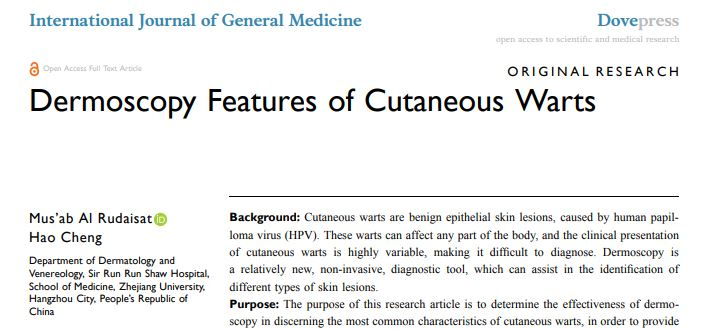 International Journal of General Medicine
Dovepress
open access to scientific and medical research
Open Access Full Text Article
ORIGINAL RESEARCH
Dermoscopy Features of Cutaneous Warts
Mus'ab Al Rudaisat iD
Hao Cheng
Department of Dermatology and
Venereology, Sir Run Run Shaw Hospital,
School of Medicine, Zhejiang University,
Hangzhou City, People's Republic of
China
Background: Cutaneous warts are benign epithelial skin lesions, caused by human papil-
loma virus (HPV). These warts can affect any part of the body, and the clinical presentation
of cutaneous warts is highly variable, making it difficult to diagnose. Dermoscopy is
a relatively new, non-invasive, diagnostic tool, which can assist in the identification of
different types of skin lesions.
Purpose: The purpose of this research article is to determine the effectiveness of dermo-
scopy in discerning the most common characteristics of cutaneous warts, in order to provide